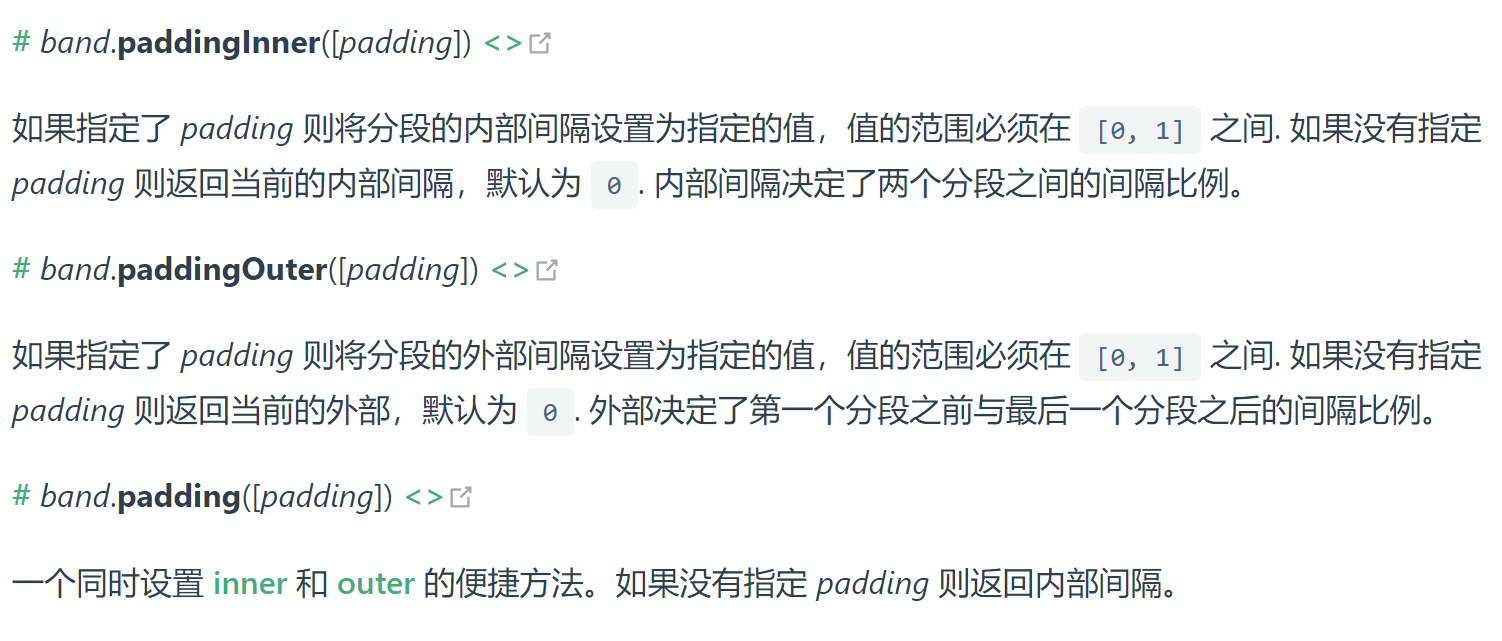 # band.paddingInner([padding]) <>
如果指定了 padding 则将分段的内部间隔设置为指定的值，值的范围必须在 [0, 1] 之间. 如果没有指定
padding 则返回当前的内部间隔，默认为 0. 内部间隔决定了两个分段之间的间隔比例。
# band.paddingOuter([padding]) <>
如果指定了 padding 则将分段的外部间隔设置为指定的值，值的范围必须在 [0, 1] 之间. 如果没有指定
padding 则返回当前的外部，默认为 0. 外部决定了第一个分段之前与最后一个分段之后的间隔比例。
# band.padding([padding]) <>
一个同时设置 inner 和 outer 的便捷方法。如果没有指定 padding 则返回内部间隔。